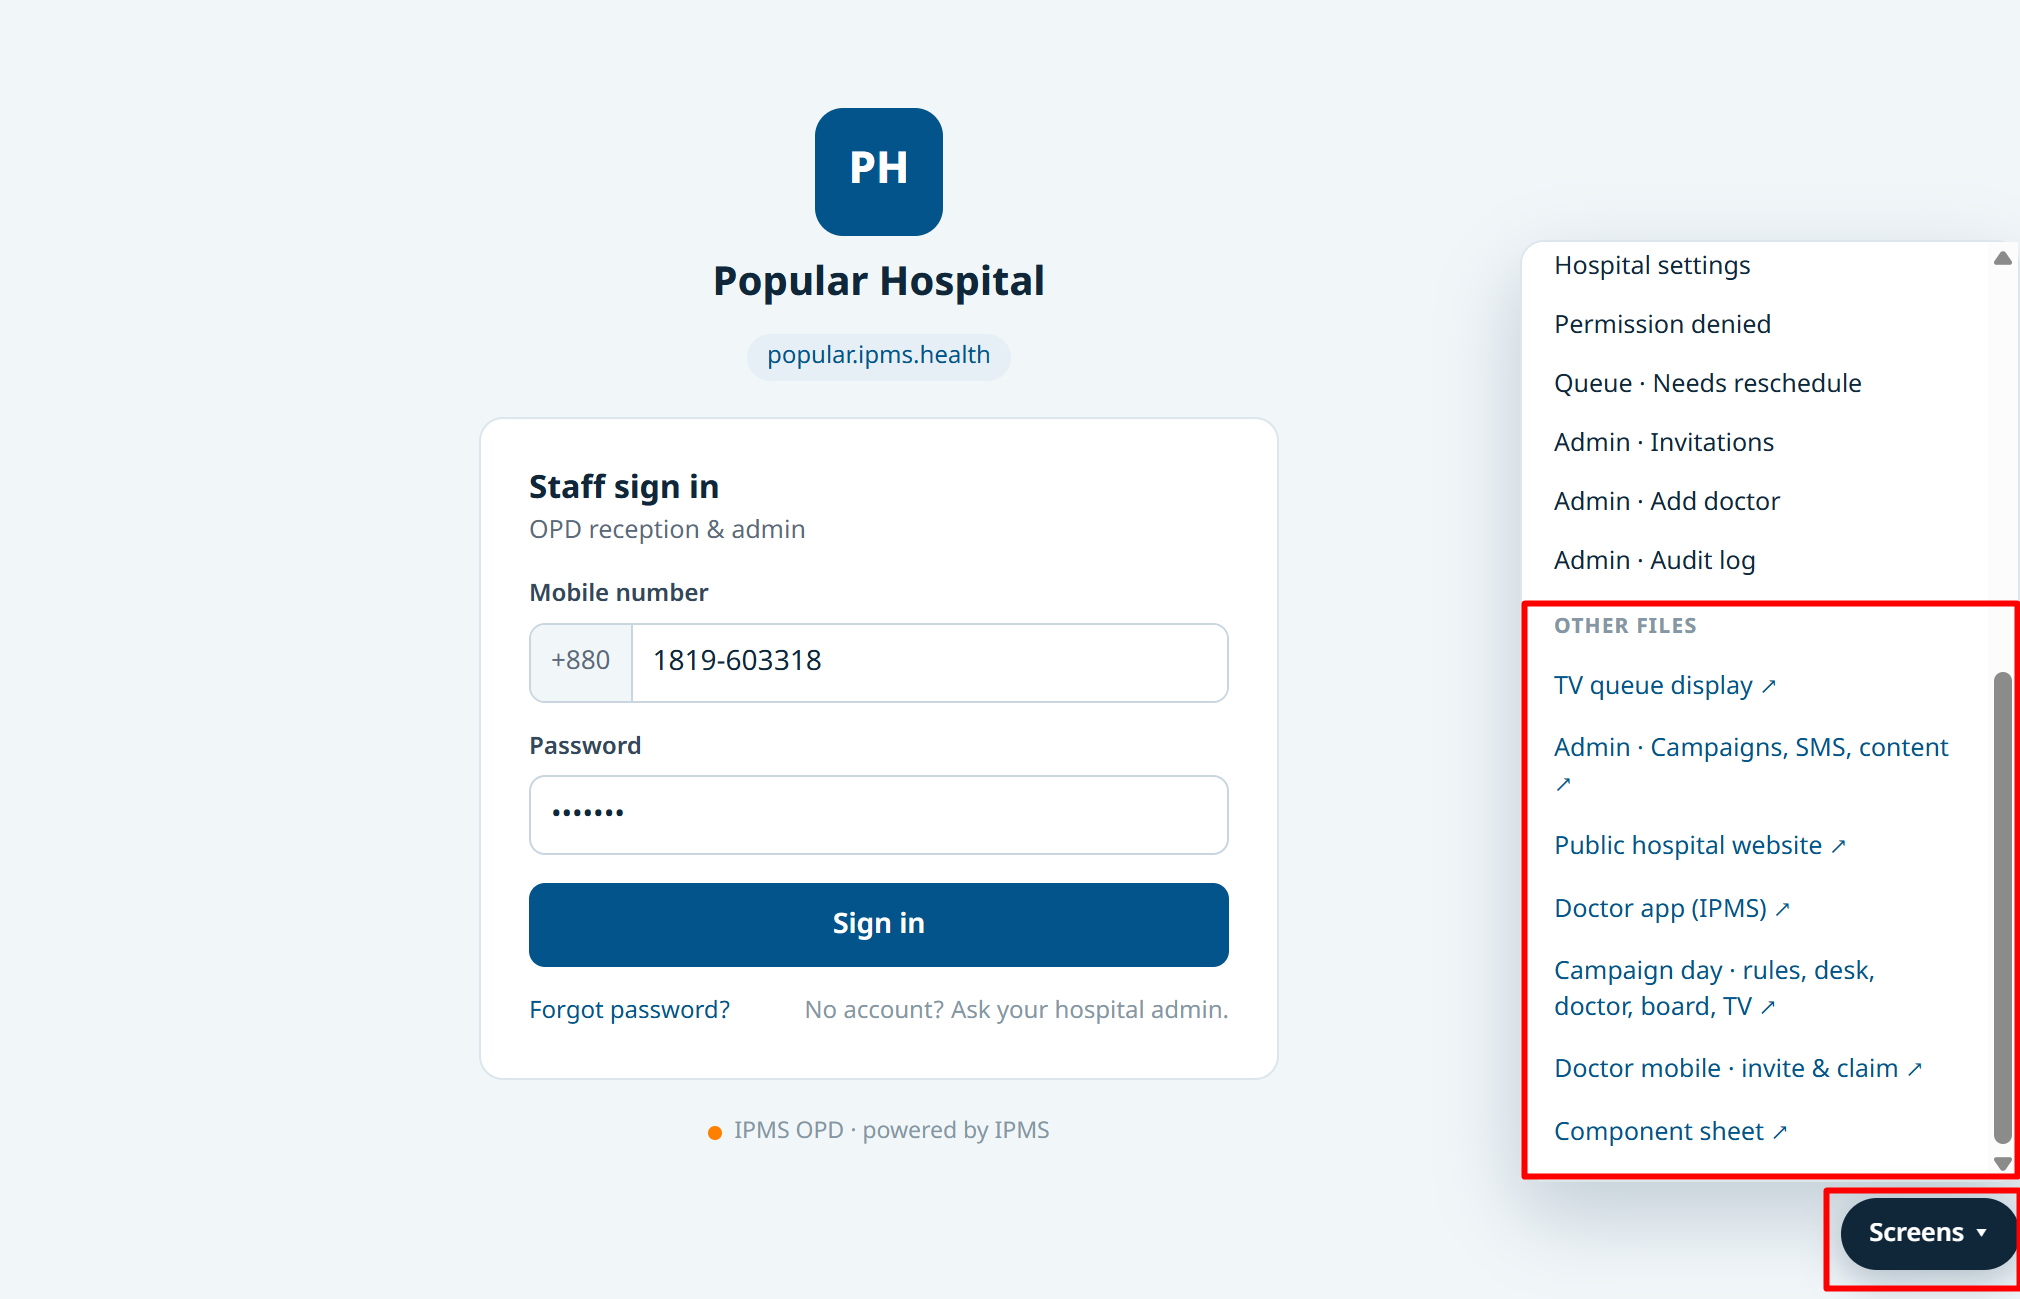 PH
Popular Hospital
popular.ipms.health
Staff sign in
OPD reception & admin
Mobile number
+880 1819-603318
Password
•••••••
Sign in
Forgot password? No account? Ask your hospital admin.
IPMS OPD · powered by IPMS
Hospital settings
Permission denied
Queue · Needs reschedule
Admin · Invitations
Admin · Add doctor
Admin · Audit log
OTHER FILES
TV queue display ↗
Admin · Campaigns, SMS, content
↗
Public hospital website ↗
Doctor app (IPMS) ↗
Campaign day · rules, desk,
doctor, board, TV ↗
Doctor mobile · invite & claim ↗
Component sheet ↗
Screens ▾